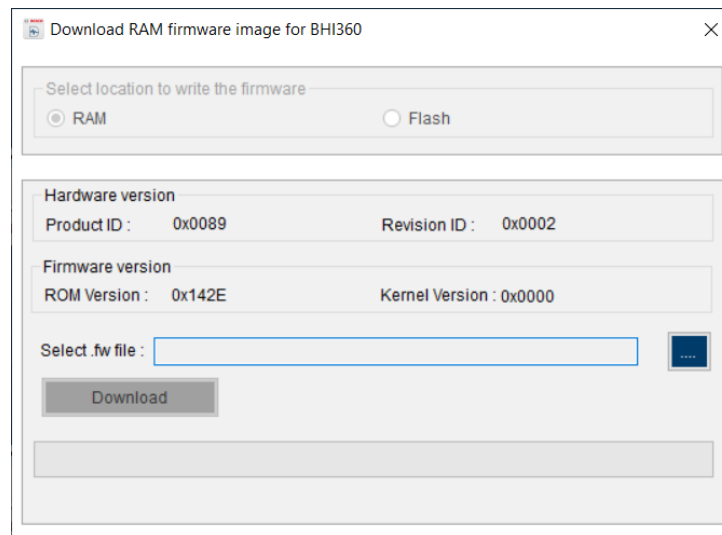 Download RAM firmware image for BHI360
Select location to write the firmware
RAM Flash
Hardware version
Product ID : 0x0089 Revision ID : 0x0002
Firmware version
ROM Version : 0x142E Kernel Version : 0x0000
Select .fw file : ....
Download